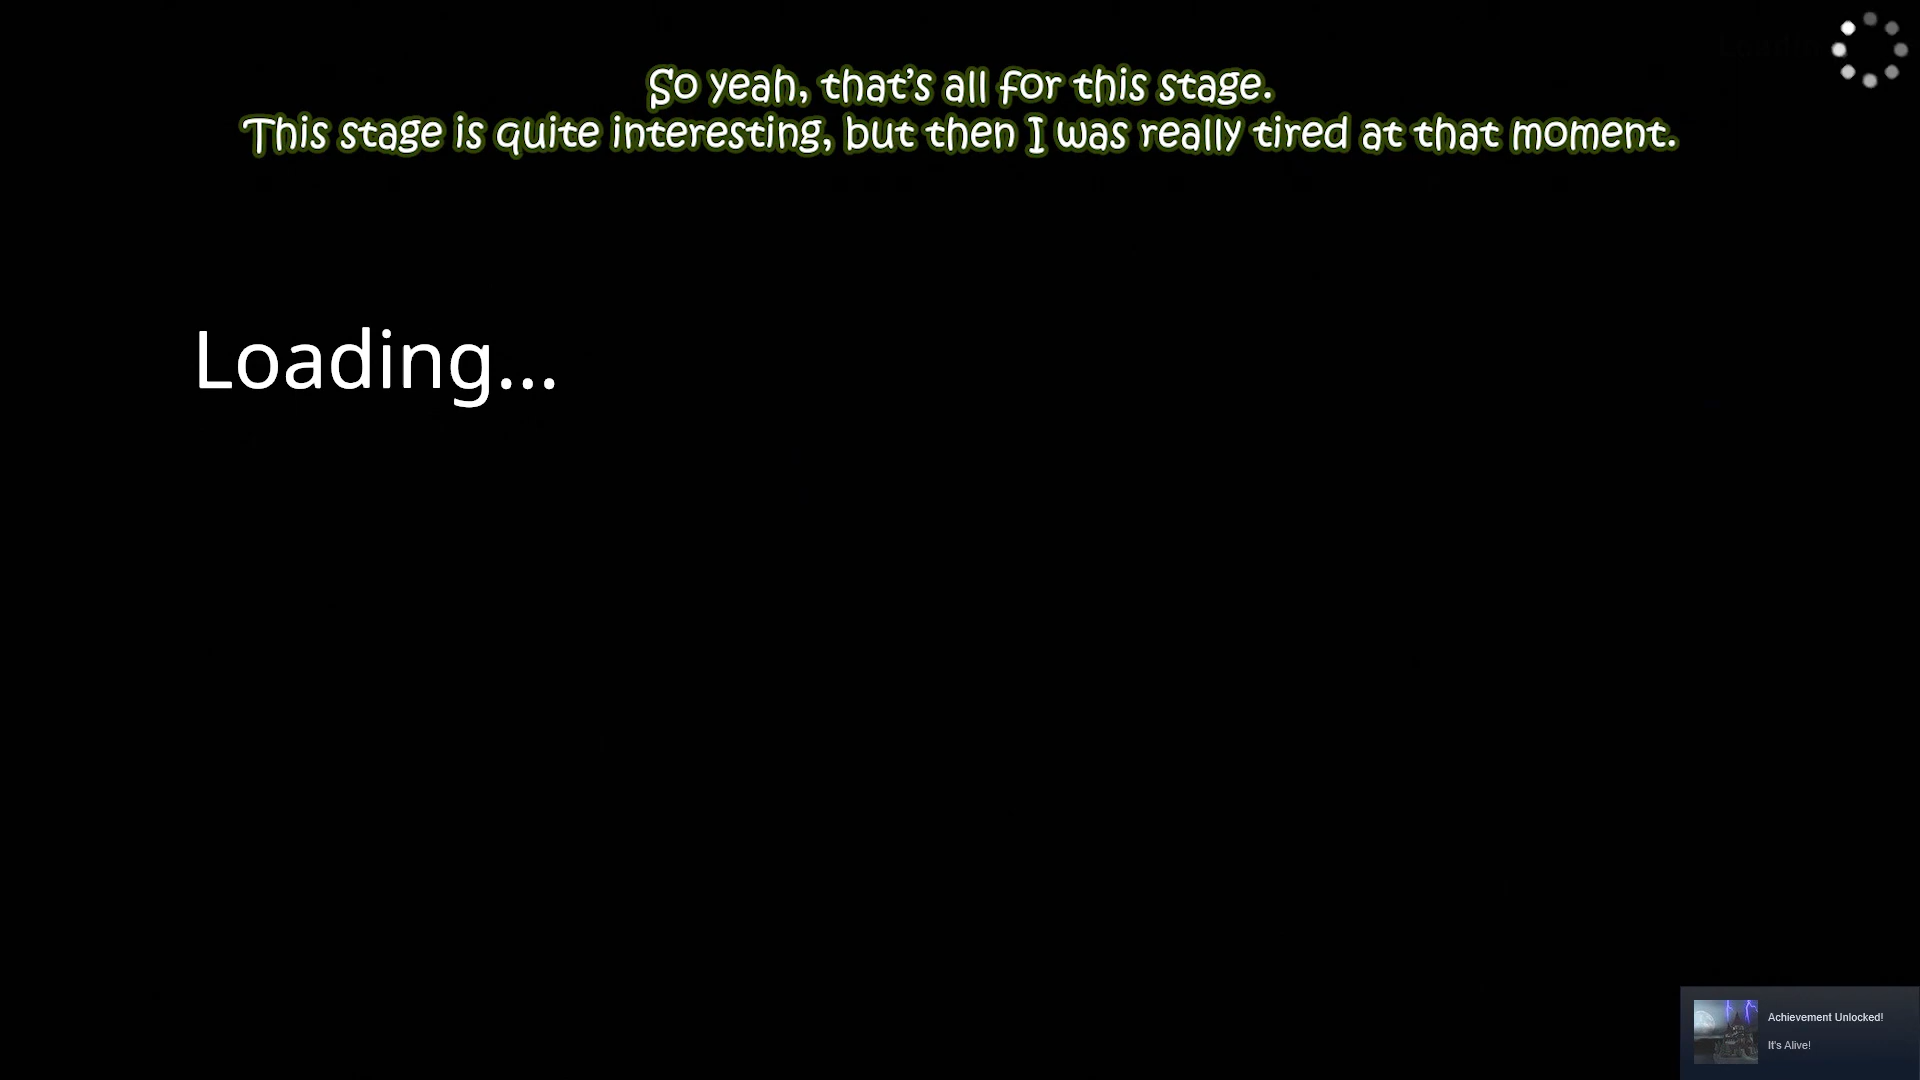 So yeah, that's all for this stage.
This stage is quite interesting, but then I was really tired at that moment.
Loading...
Achievement Unlocked!
It's Alive!